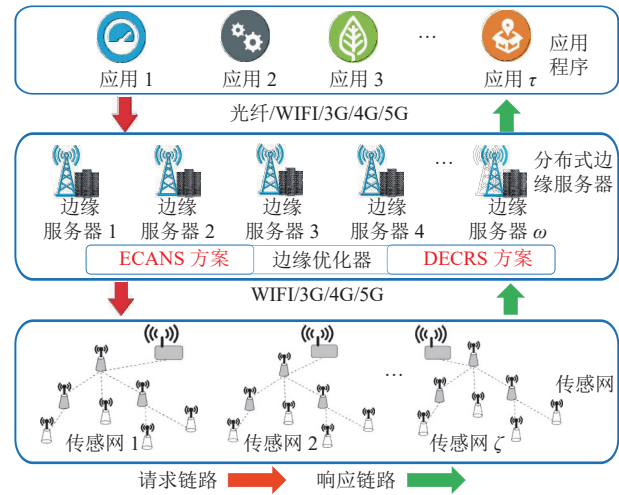 应用 1
应用 2
应用 3
…
应用 τ
应用
程序
光纤/WIFI/3G/4G/5G
边缘
服务器 1
边缘
服务器 2
边缘
服务器 3
边缘
服务器 4
…
边缘
服务器 ω
分布式边
缘服务器
ECANS 方案
边缘优化器
DECRS 方案
WIFI/3G/4G/5G
传感网 1
传感网 2
…
传感网 ζ
传感网
请求链路
响应链路